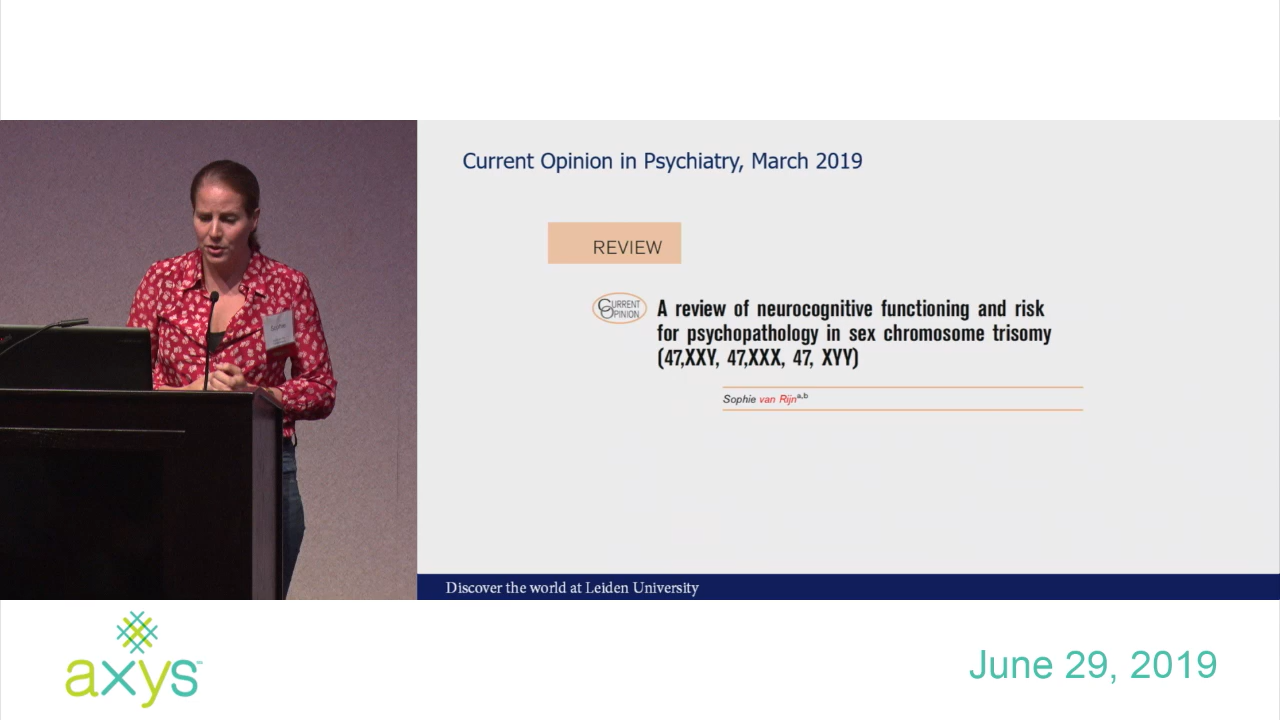 Current Opinion in Psychiatry, March 2019
REVIEW
CURRENT
OPINION
A review of neurocognitive functioning and risk
for psychopathology in sex chromosome trisomy
(47,XXY, 47,XXX, 47, XYY)
Sophie van Rijnᵃ,ᵇ
Discover the world at Leiden University
axys™
June 29, 2019